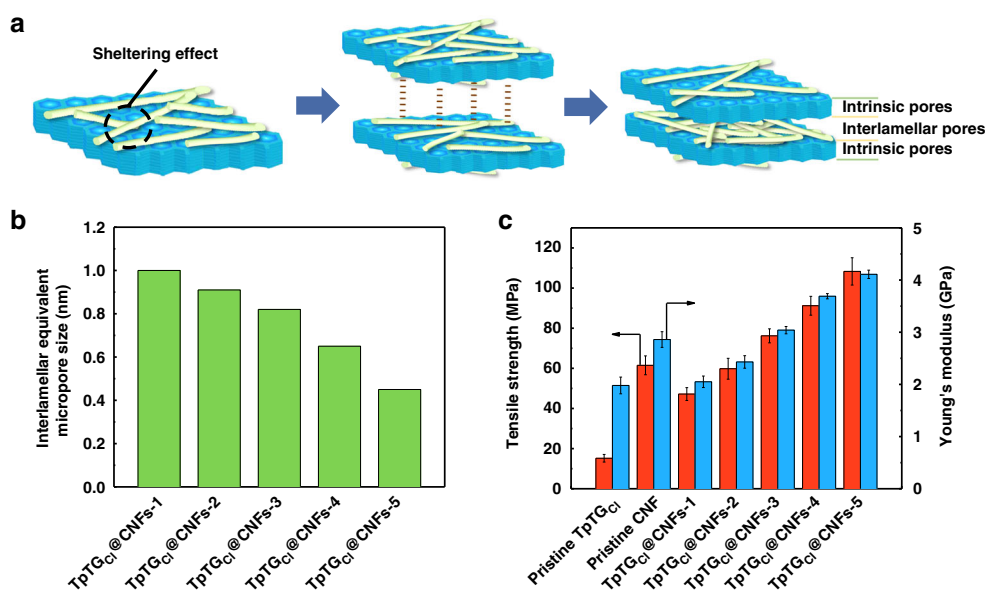 a
Sheltering effect
Intrinsic pores
Interlamellar pores
Intrinsic pores
b
Interlamellar equivalent
micropore size (nm)
1.2
1.0
0.8
0.6
0.4
0.2
0.0
TpTGCl@CNFs-1
TpTGCl@CNFs-2
TpTGCl@CNFs-3
TpTGCl@CNFs-4
TpTGCl@CNFs-5
c
Tensile strength (MPa)
120
100
80
60
40
20
0
Young's modulus (GPa)
5
4
3
2
1
0
Pristine TpTGCl
Pristine CNF
TpTGCl@CNFs-1
TpTGCl@CNFs-2
TpTGCl@CNFs-3
TpTGCl@CNFs-4
TpTGCl@CNFs-5